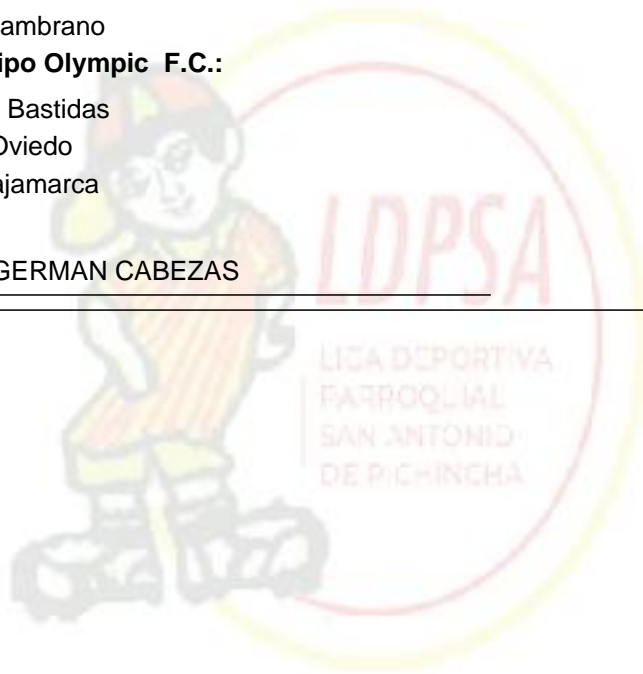 ambrano
ipo Olympic F.C.:
Bastidas
Oviedo
ajamarca
GERMAN CABEZAS
LDPSA
LIGA DEPORTIVA
PARROQUIAL
SAN ANTONIO
DE PICHINCHA